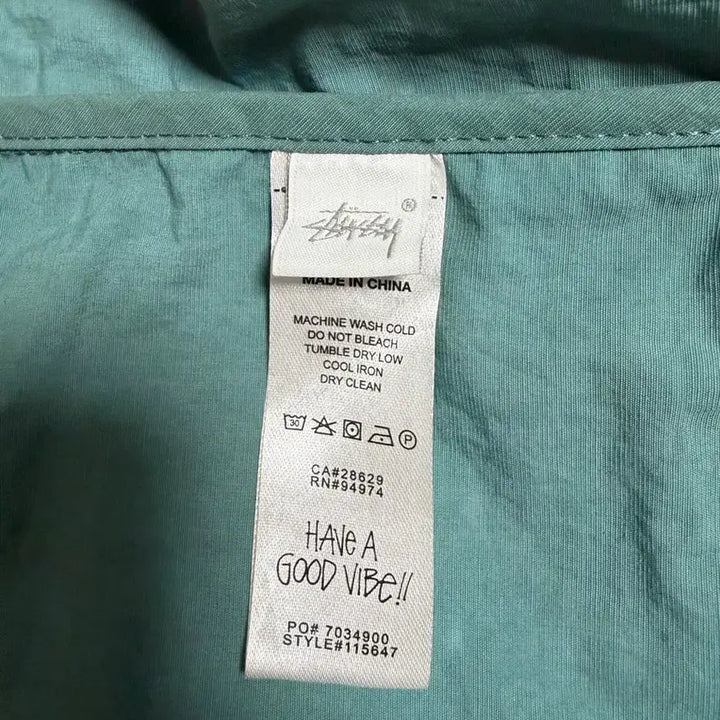 Stüssy ®
MADE IN CHINA
MACHINE WASH COLD
DO NOT BLEACH
TUMBLE DRY LOW
COOL IRON
DRY CLEAN
30 P
CA#28629
RN#94974
HAVE A
GOOD VIBE!!
PO# 7034900
STYLE#115647